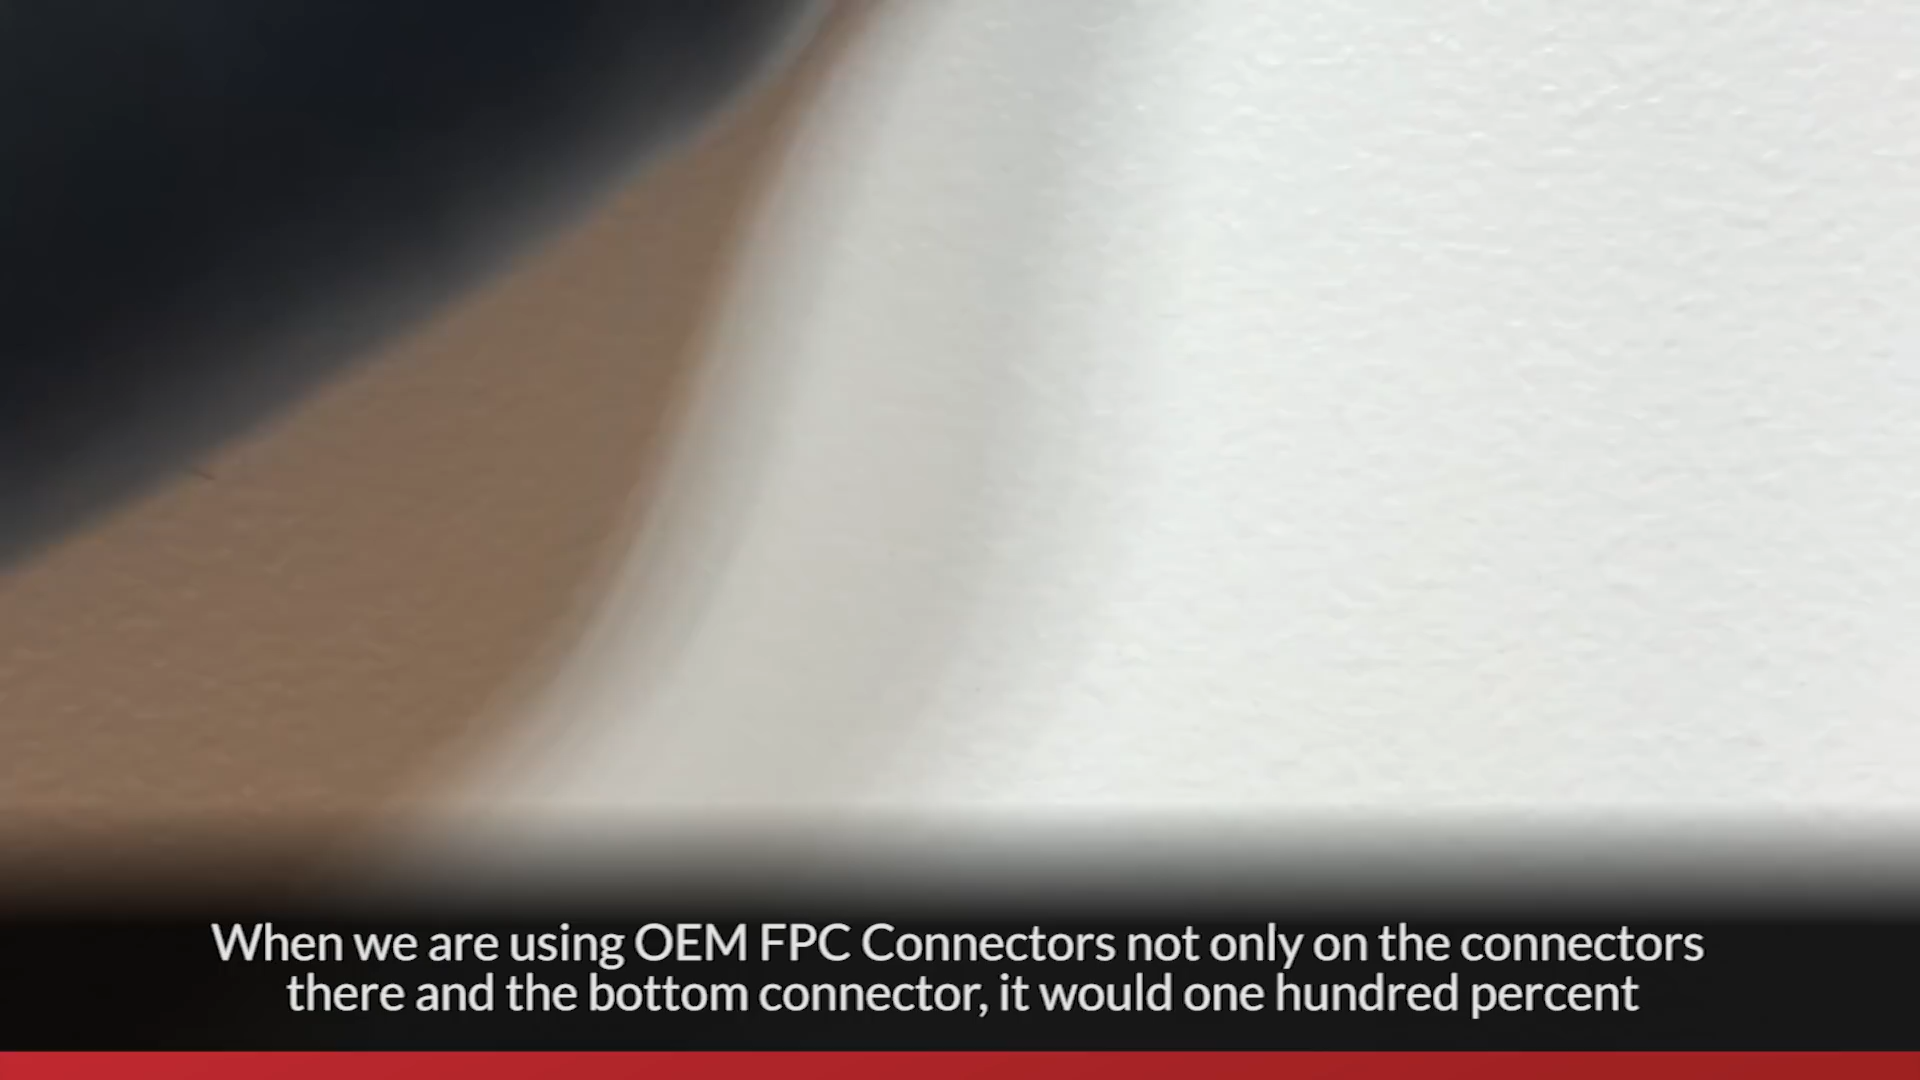 When we are using OEM FPC Connectors not only on the connectors
there and the bottom connector, it would one hundred percent